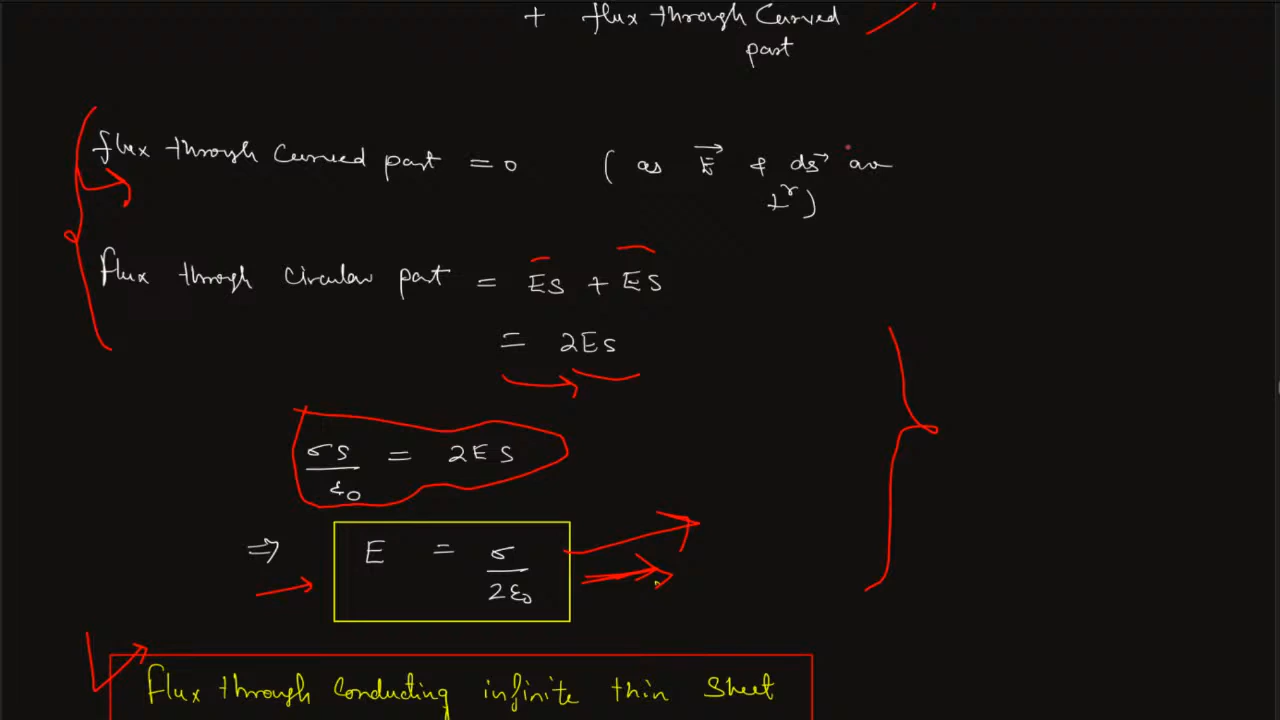 + flux through Curved
part
flux through Curved part = 0 ( as E⃗ & ds⃗ are
⊥ʳ)
flux through circular part = ES + ES
= 2ES
σS/ε₀ = 2ES
⇒ E = σ/2ε₀
flux through Conducting infinite thin Sheet